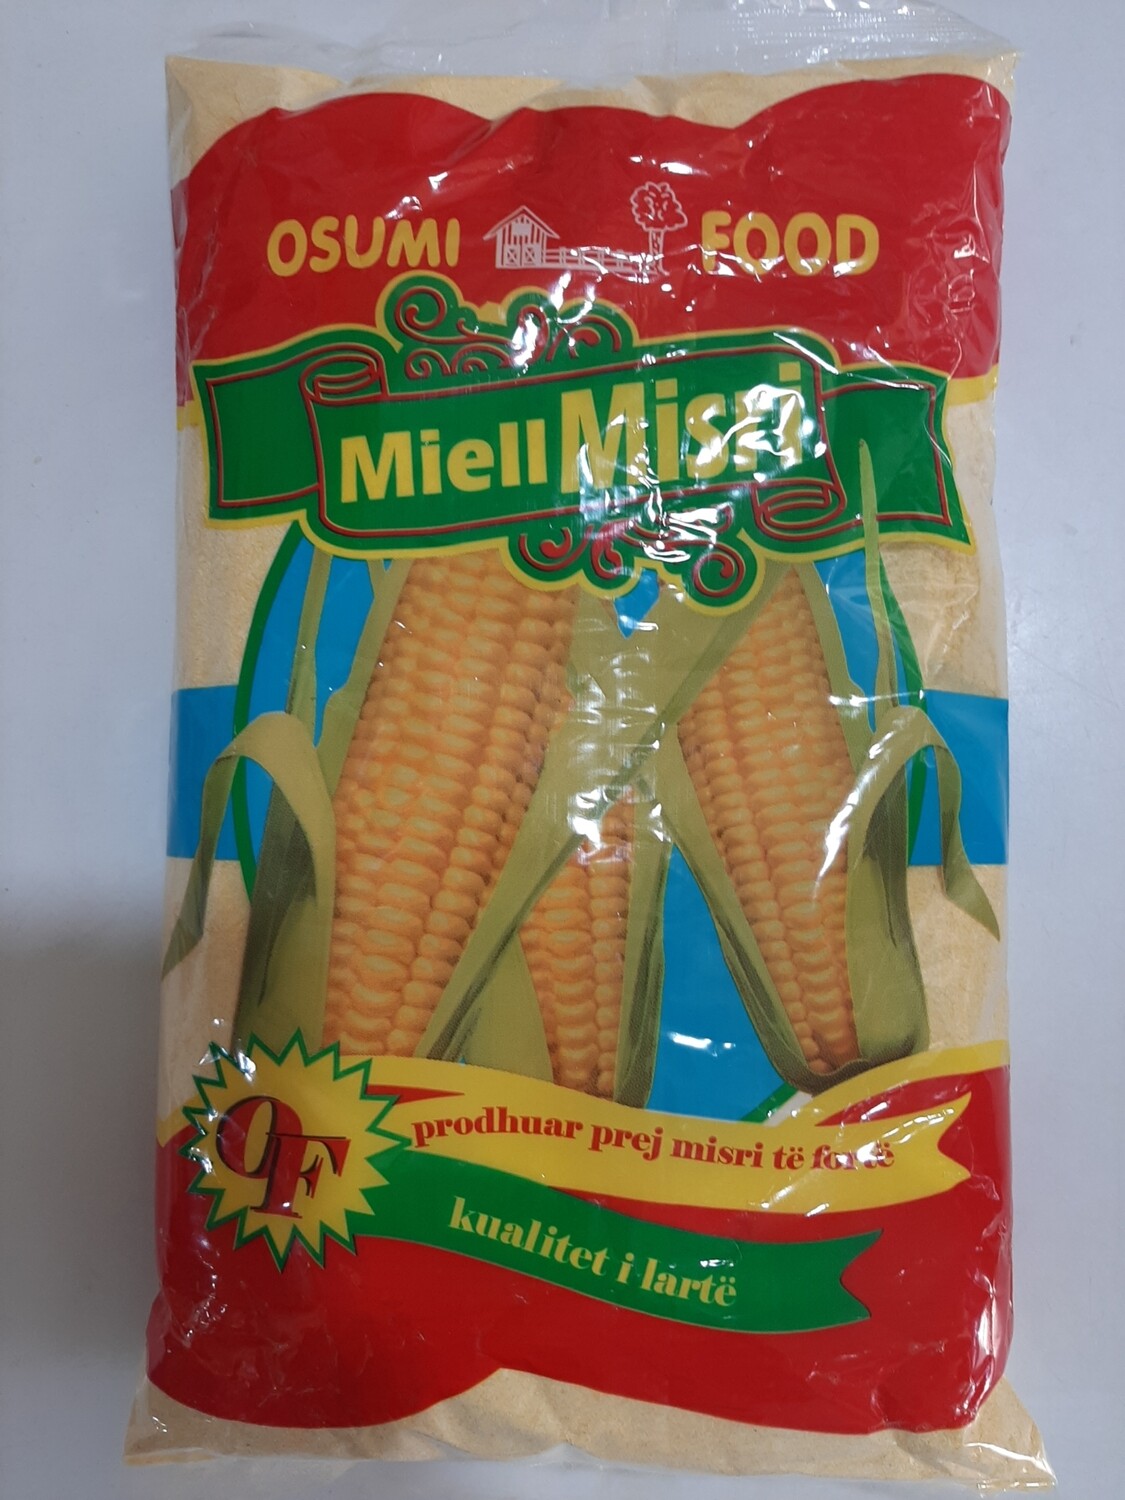 OSUMI FOOD
Miell Misri
OF
prodhuar prej misri të fortë
kualitet i lartë